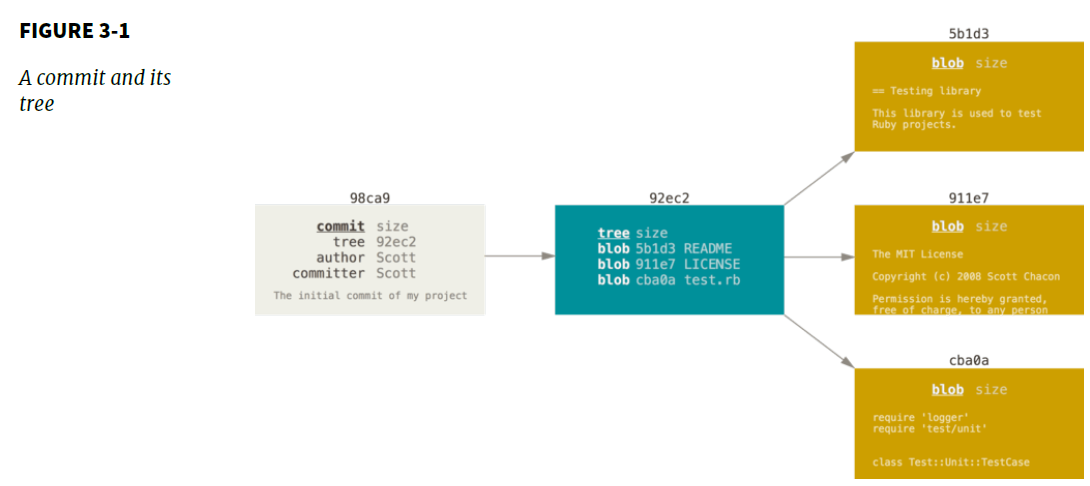 FIGURE 3-1
A commit and its
tree
98ca9
commit size
tree 92ec2
author Scott
committer Scott
The initial commit of my project
92ec2
tree size
blob 5b1d3 README
blob 911e7 LICENSE
blob cba0a test.rb
5b1d3
blob size
== Testing library
This library is used to test
Ruby projects.
911e7
blob size
The MIT License
Copyright (c) 2008 Scott Chacon
Permission is hereby granted,
free of charge, to any person
cba0a
blob size
require 'logger'
require 'test/unit'
class Test::Unit::TestCase